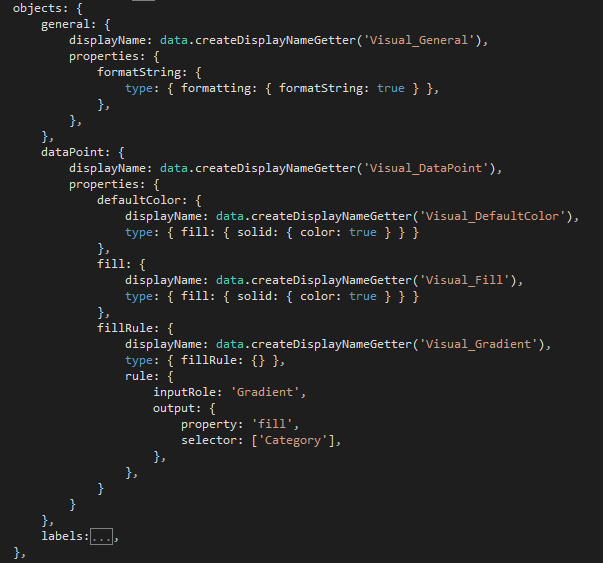 objects: {
    general: {
        displayName: data.createDisplayNameGetter('Visual_General'),
        properties: {
            formatString: {
                type: { formatting: { formatString: true } },
            },
        },
    },
    dataPoint: {
        displayName: data.createDisplayNameGetter('Visual_DataPoint'),
        properties: {
            defaultColor: {
                displayName: data.createDisplayNameGetter('Visual_DefaultColor'),
                type: { fill: { solid: { color: true } } }
            },
            fill: {
                displayName: data.createDisplayNameGetter('Visual_Fill'),
                type: { fill: { solid: { color: true } } }
            },
            fillRule: {
                displayName: data.createDisplayNameGetter('Visual_Gradient'),
                type: { fillRule: {} },
                rule: {
                    inputRole: 'Gradient',
                    output: {
                        property: 'fill',
                        selector: ['Category'],
                    },
                },
            }
        }
    },
    labels:...,
},